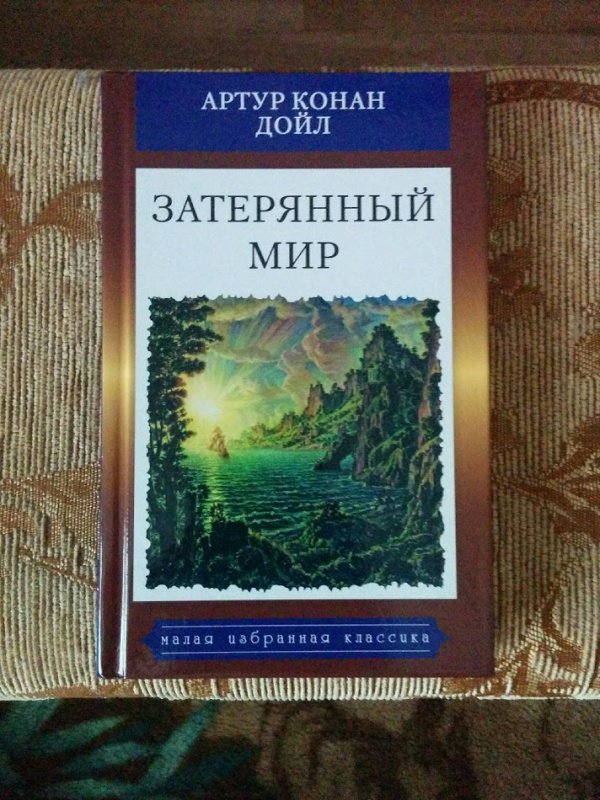 АРТУР КОНАН
ДОЙЛ
ЗАТЕРЯННЫЙ
МИР
малая избранная классика